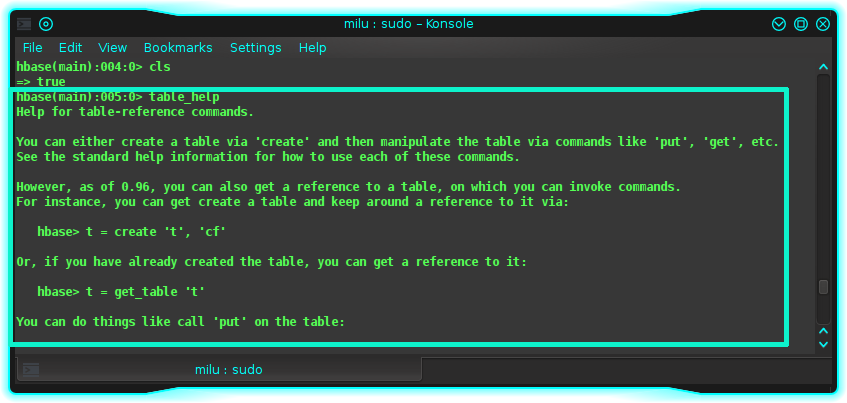 milu : sudo – Konsole
File Edit View Bookmarks Settings Help
hbase(main):004:0> cls
=> true
hbase(main):005:0> table_help
Help for table-reference commands.
You can either create a table via 'create' and then manipulate the table via commands like 'put', 'get', etc.
See the standard help information for how to use each of these commands.
However, as of 0.96, you can also get a reference to a table, on which you can invoke commands.
For instance, you can get create a table and keep around a reference to it via:
hbase> t = create 't', 'cf'
Or, if you have already created the table, you can get a reference to it:
hbase> t = get_table 't'
You can do things like call 'put' on the table:
milu : sudo